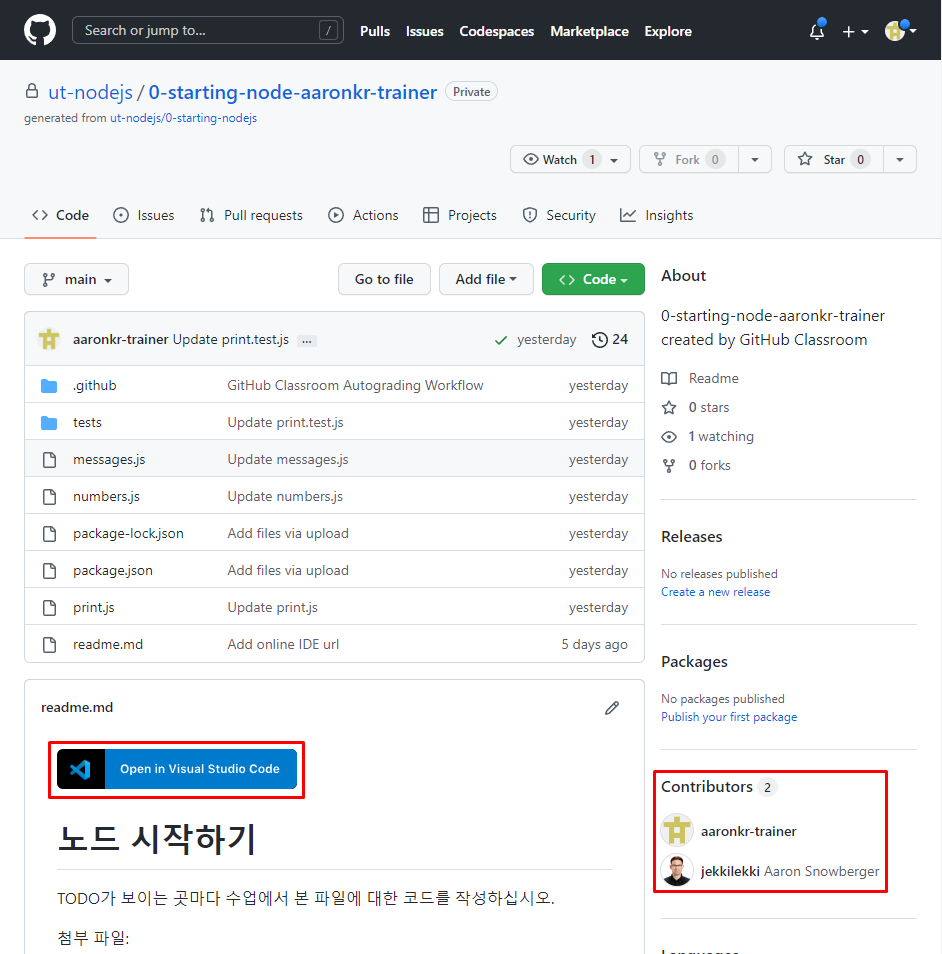 Search or jump to... /
Pulls Issues Codespaces Marketplace Explore
ut-nodejs / 0-starting-node-aaronkr-trainer Private
generated from ut-nodejs/0-starting-nodejs
Watch 1 Fork 0 Star 0
Code Issues Pull requests Actions Projects Security Insights
main Go to file Add file Code
aaronkr-trainer Update print.test.js ... yesterday 24
.github GitHub Classroom Autograding Workflow yesterday
tests Update print.test.js yesterday
messages.js Update messages.js yesterday
numbers.js Update numbers.js yesterday
package-lock.json Add files via upload yesterday
package.json Add files via upload yesterday
print.js Update print.js yesterday
readme.md Add online IDE url 5 days ago
readme.md
Open in Visual Studio Code
노드 시작하기
TODO가 보이는 곳마다 수업에서 본 파일에 대한 코드를 작성하십시오.
첨부 파일:
About
0-starting-node-aaronkr-trainer
created by GitHub Classroom
Readme
0 stars
1 watching
0 forks
Releases
No releases published
Create a new release
Packages
No packages published
Publish your first package
Contributors 2
aaronkr-trainer
jekkilekki Aaron Snowberger
Languages